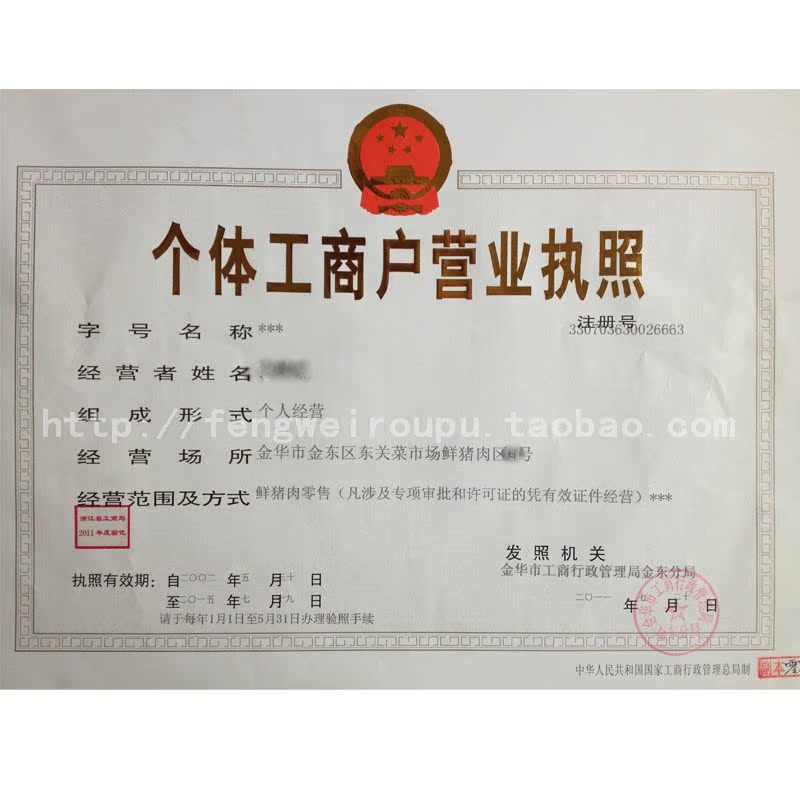 个体工商户营业执照
字号名称 ***
注册号 330703630026663
经营者姓名
组成形式 个人经营
http://fengweiroupu.taobao.com
经营场所 金华市金东区东关菜市场鲜猪肉区 号
经营范围及方式 鲜猪肉零售（凡涉及专项审批和许可证的凭有效证件经营）***
浙江省工商局
2011年度验讫
发照机关
金华市工商行政管理局金东分局
执照有效期：自二〇〇二年五月三十日
至二〇一五年七月九日
二〇一一年 月 日
请于每年1月1日至5月31日办理验照手续
中华人民共和国国家工商行政管理总局制
副本